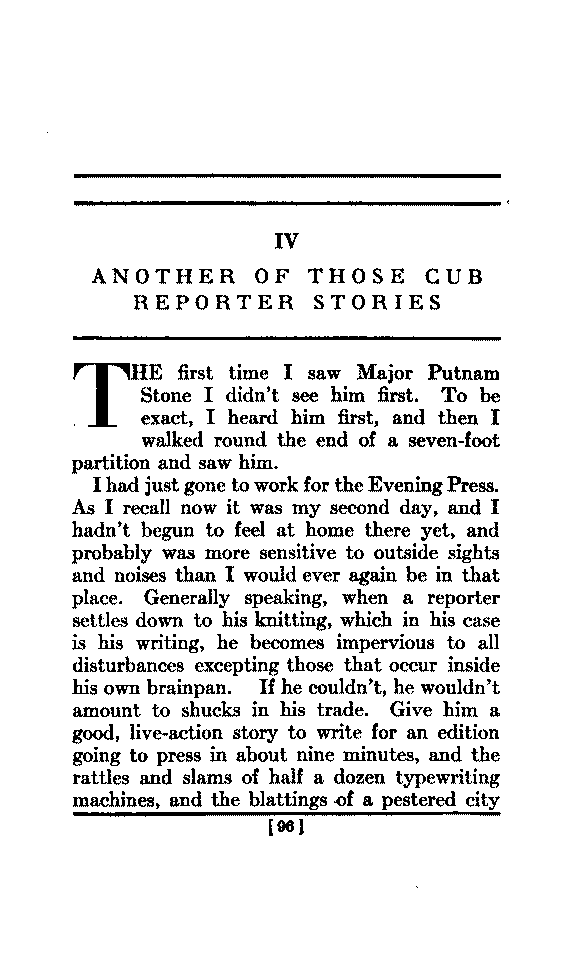 IV
ANOTHER OF THOSE CUB
REPORTER STORIES
THE first time I saw Major Putnam
Stone I didn't see him first. To be
exact, I heard him first, and then I
walked round the end of a seven-foot
partition and saw him.
I had just gone to work for the Evening Press.
As I recall now it was my second day, and I
hadn't begun to feel at home there yet, and
probably was more sensitive to outside sights
and noises than I would ever again be in that
place. Generally speaking, when a reporter
settles down to his knitting, which in his case
is his writing, he becomes impervious to all
disturbances excepting those that occur inside
his own brainpan. If he couldn't, he wouldn't
amount to shucks in his trade. Give him a
good, live-action story to write for an edition
going to press in about nine minutes, and the
rattles and slams of half a dozen typewriting
machines, and the blattings of a pestered city
[96]